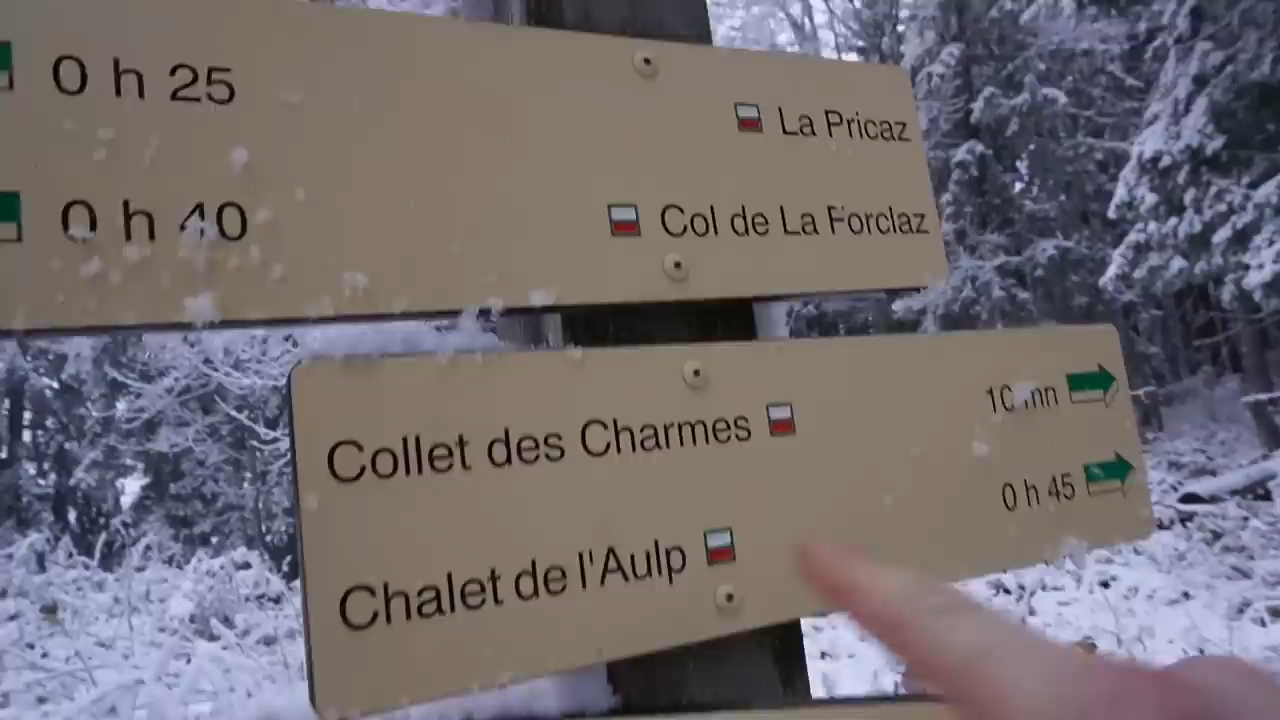 0 h 25 La Pricaz
0 h 40 Col de La Forclaz
Collet des Charmes 10 mn
Chalet de l'Aulp 0 h 45